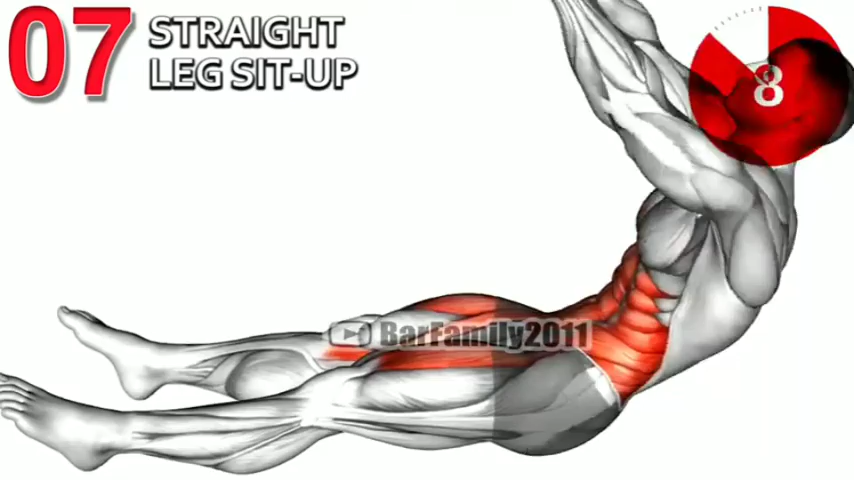 07
STRAIGHT
LEG SIT-UP
8
BarFamily2011